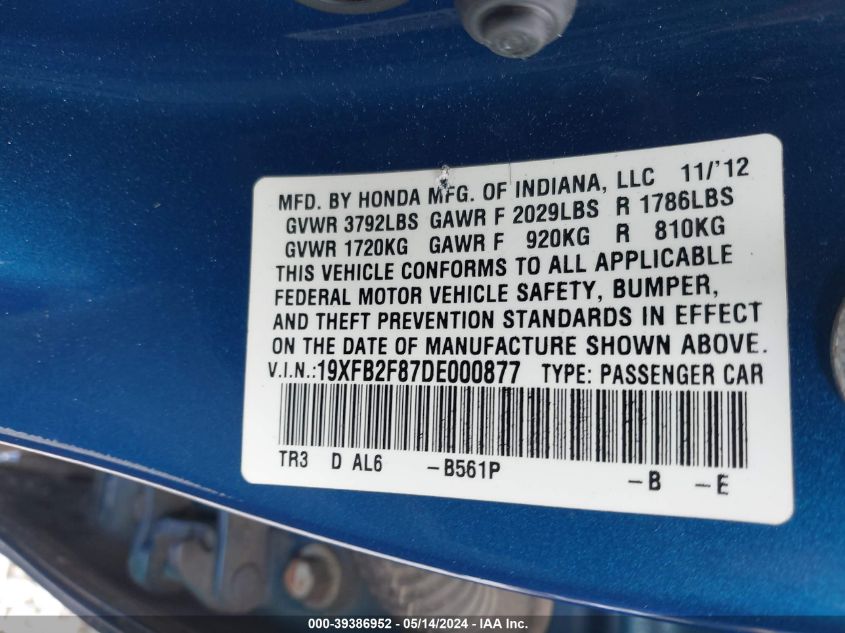 MFD. BY HONDA MFG. OF INDIANA, LLC 11/'12
GVWR 3792LBS GAWR F 2029LBS R 1786LBS
GVWR 1720KG GAWR F 920KG R 810KG
THIS VEHICLE CONFORMS TO ALL APPLICABLE
FEDERAL MOTOR VEHICLE SAFETY, BUMPER,
AND THEFT PREVENTION STANDARDS IN EFFECT
ON THE DATE OF MANUFACTURE SHOWN ABOVE.
V.I.N.:19XFB2F87DE000877 TYPE: PASSENGER CAR
TR3 D AL6 -B561P -B -E
000-39386952 / 05/14/2024 - US - IAA Inc.